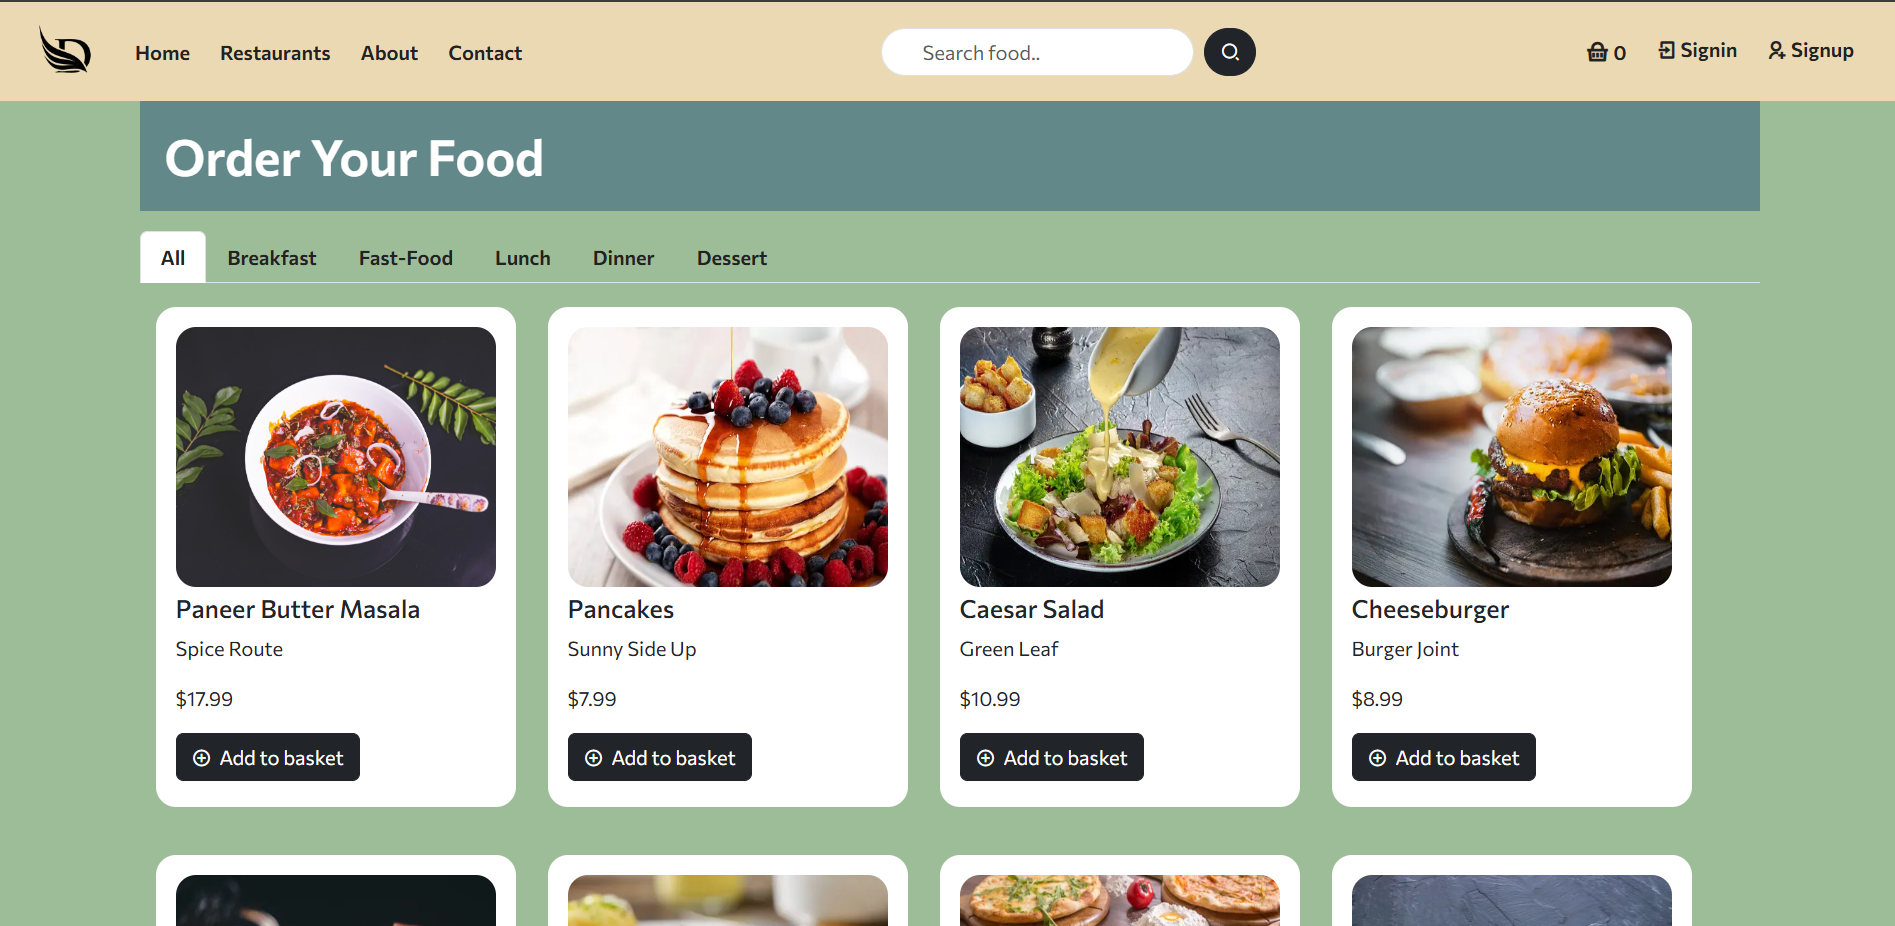 Home Restaurants About Contact Search food.. 0 Signin Signup
Order Your Food
All Breakfast Fast-Food Lunch Dinner Dessert
Paneer Butter Masala
Spice Route
$17.99
Add to basket
Pancakes
Sunny Side Up
$7.99
Add to basket
Caesar Salad
Green Leaf
$10.99
Add to basket
Cheeseburger
Burger Joint
$8.99
Add to basket